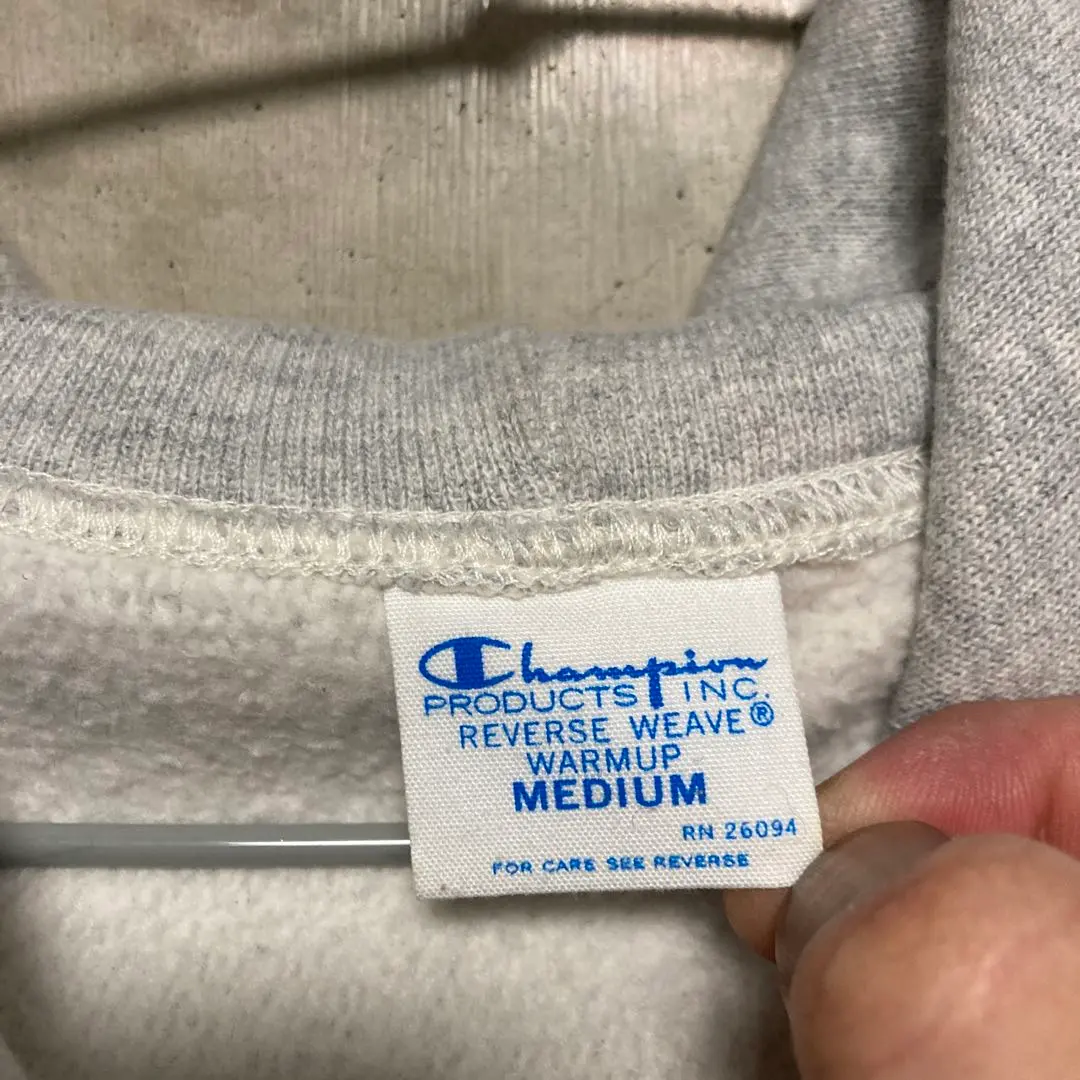 Champion
PRODUCTS INC.
REVERSE WEAVE®
WARMUP
MEDIUM
RN 26094
FOR CARE SEE REVERSE